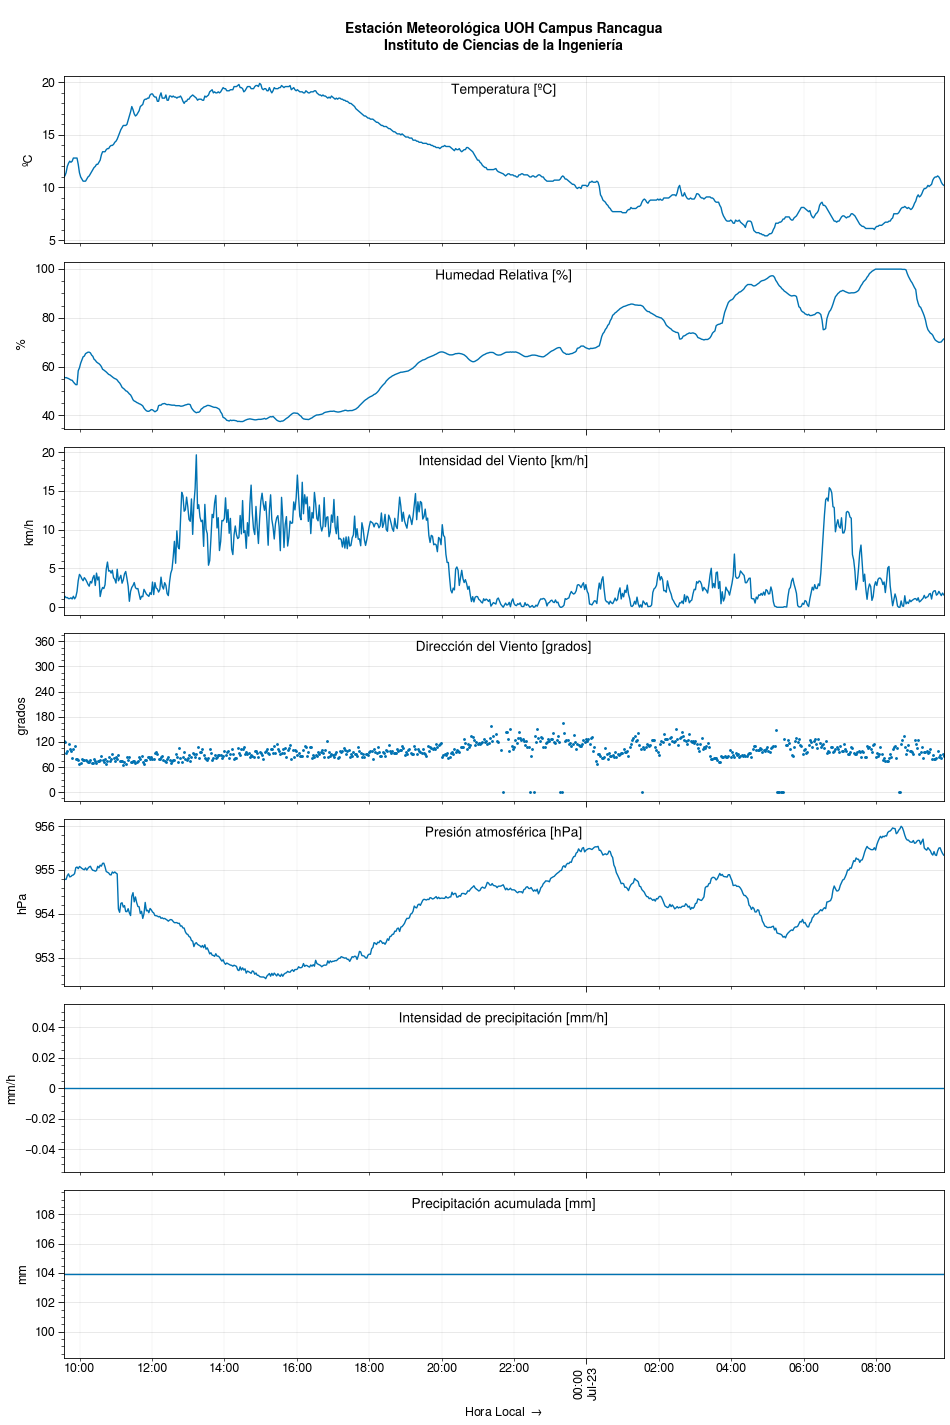 Estación Meteorológica UOH Campus Rancagua
Instituto de Ciencias de la Ingeniería
Temperatura [ºC]
20
15
10
5
ºC
Humedad Relativa [%]
100
80
60
40
%
Intensidad del Viento [km/h]
20
15
10
5
0
km/h
Dirección del Viento [grados]
360
300
240
180
120
60
0
grados
Presión atmosférica [hPa]
956
955
954
953
hPa
Intensidad de precipitación [mm/h]
0.04
0.02
0
−0.02
−0.04
mm/h
Precipitación acumulada [mm]
108
106
104
102
100
mm
10:00 12:00 14:00 16:00 18:00 20:00 22:00 00:00 02:00 04:00 06:00 08:00
Jul-23
Hora Local →